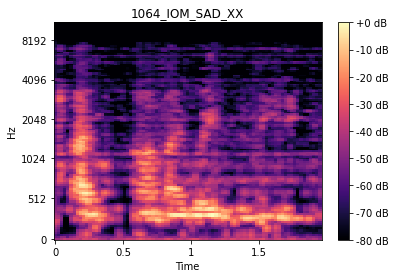 1064_IOM_SAD_XX
Hz
8192
4096
2048
1024
512
0
0
0.5
1
1.5
Time
+0 dB
-10 dB
-20 dB
-30 dB
-40 dB
-50 dB
-60 dB
-70 dB
-80 dB